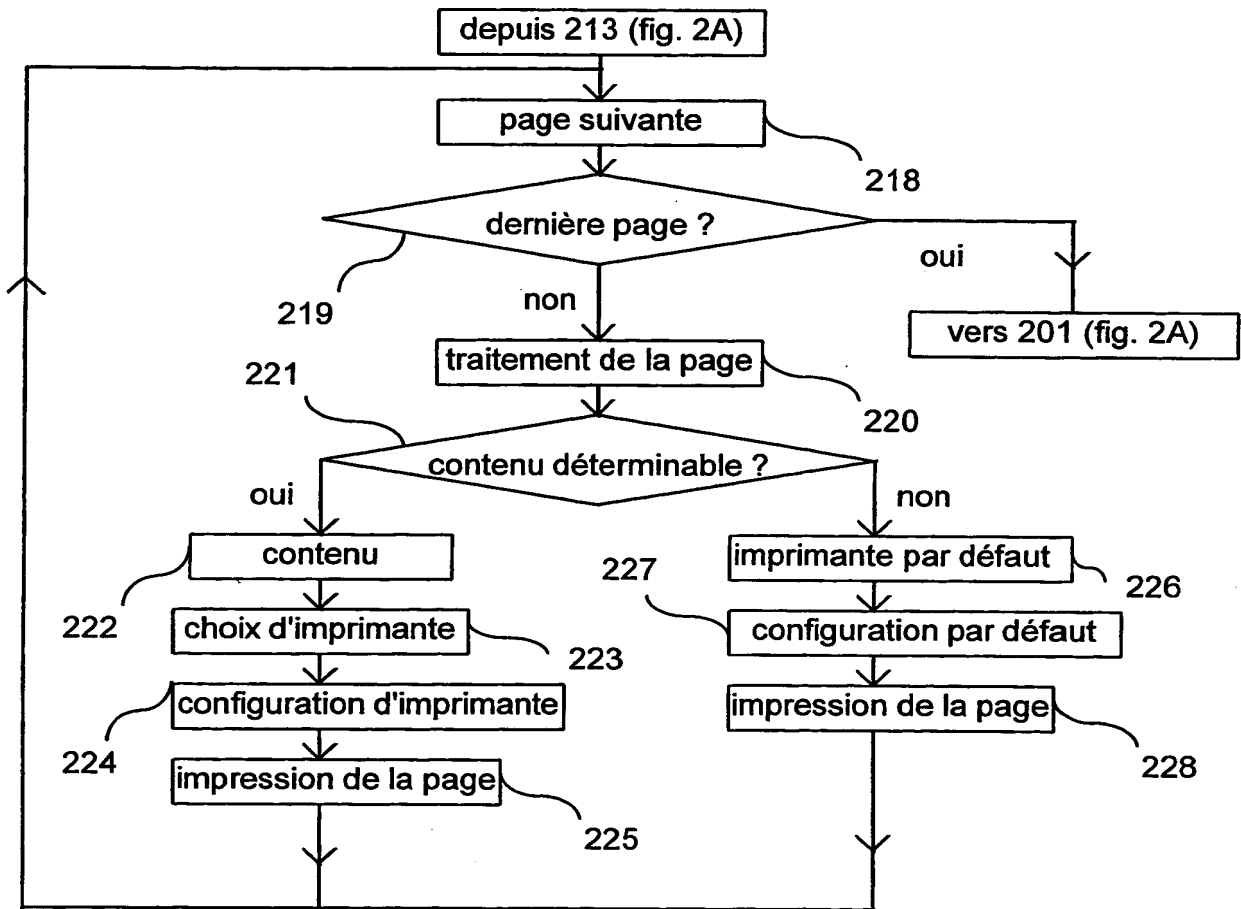 depuis 213 (fig. 2A)
page suivante
218
dernière page ?
219
oui
non
vers 201 (fig. 2A)
traitement de la page
220
221
contenu déterminable ?
oui
non
contenu
222
imprimante par défaut
226
227
choix d'imprimante
223
configuration par défaut
configuration d'imprimante
224
impression de la page
228
impression de la page
225